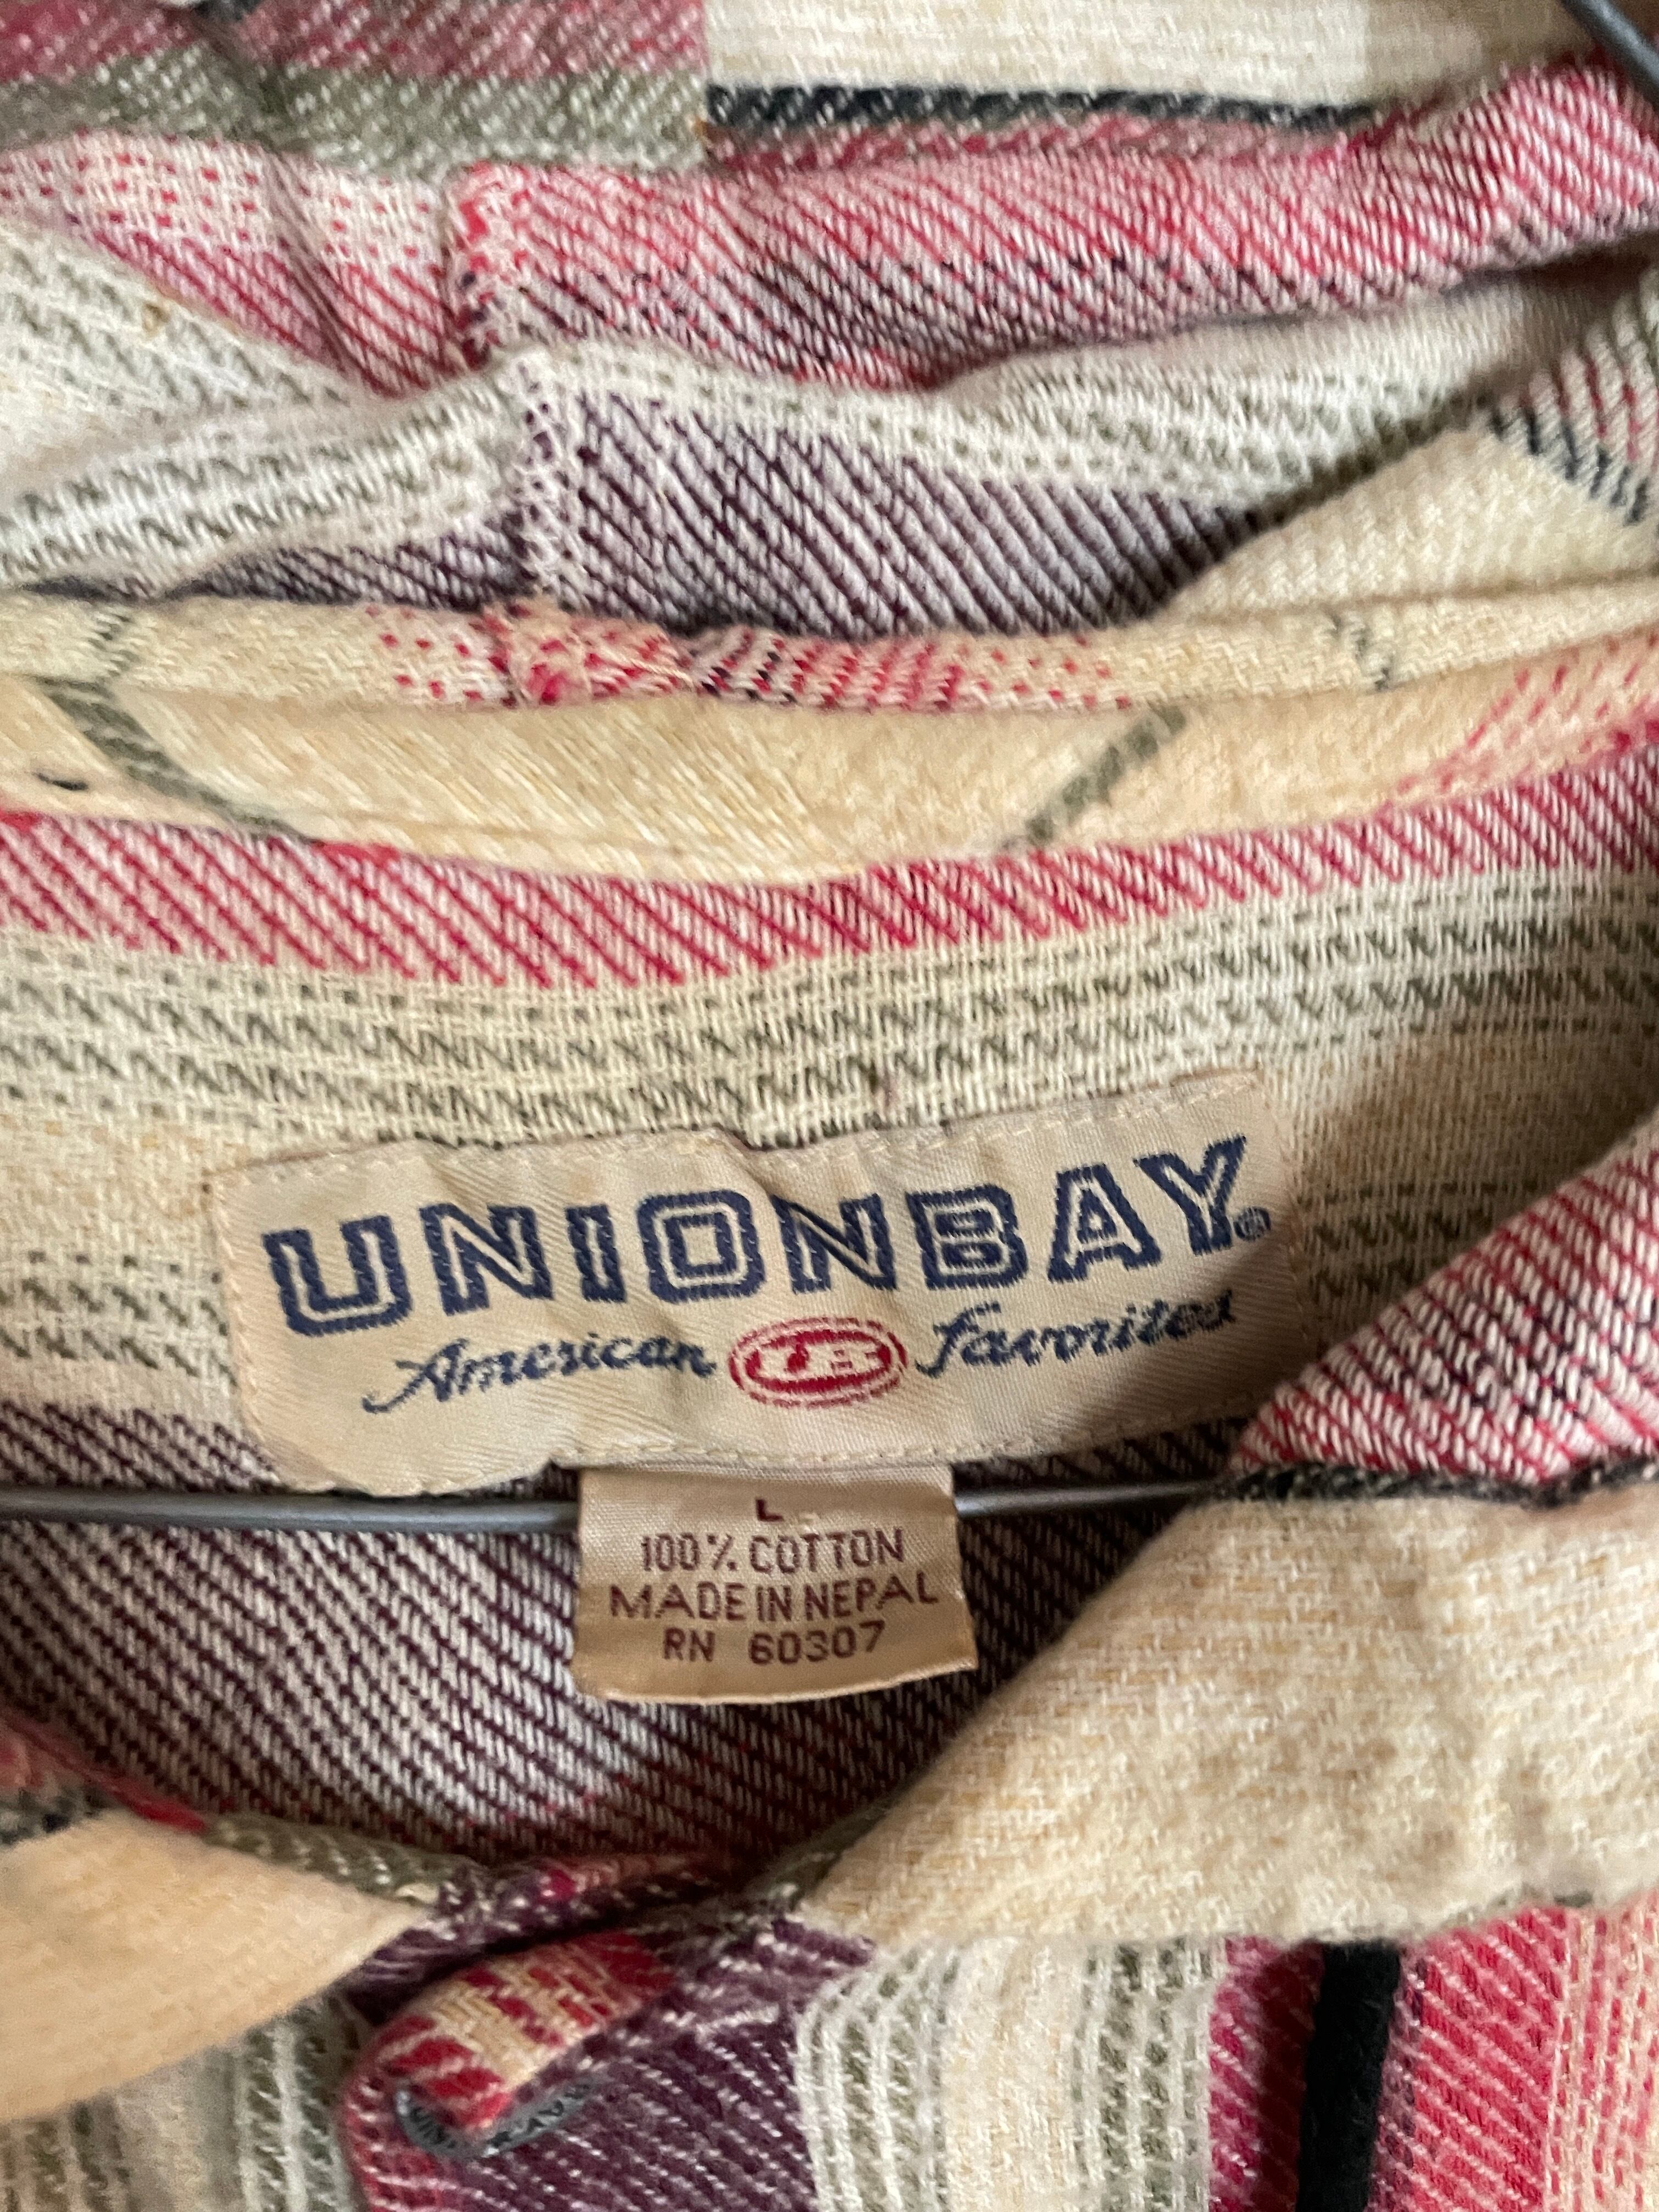 UNIONBAY®
American UB Favorites
L
100% COTTON
MADE IN NEPAL
RN 60307